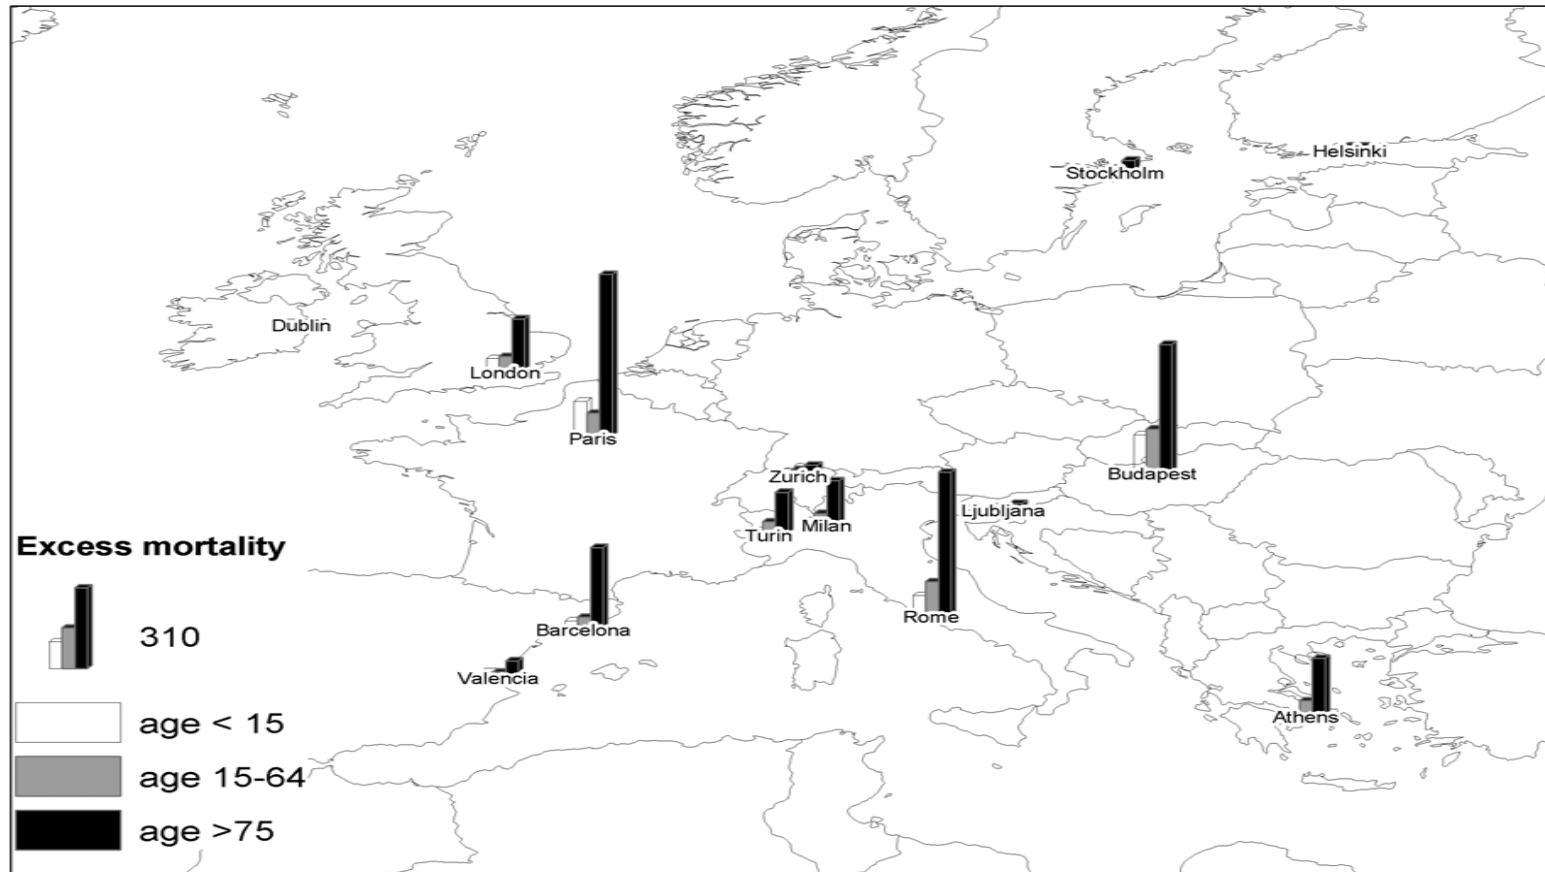 Helsinki
Stockholm
Dublin
London
Paris
Zurich
Budapest
Ljubljana
Turin
Milan
Excess mortality
310
Barcelona
Rome
Valencia
Athens
age < 15
age 15-64
age >75